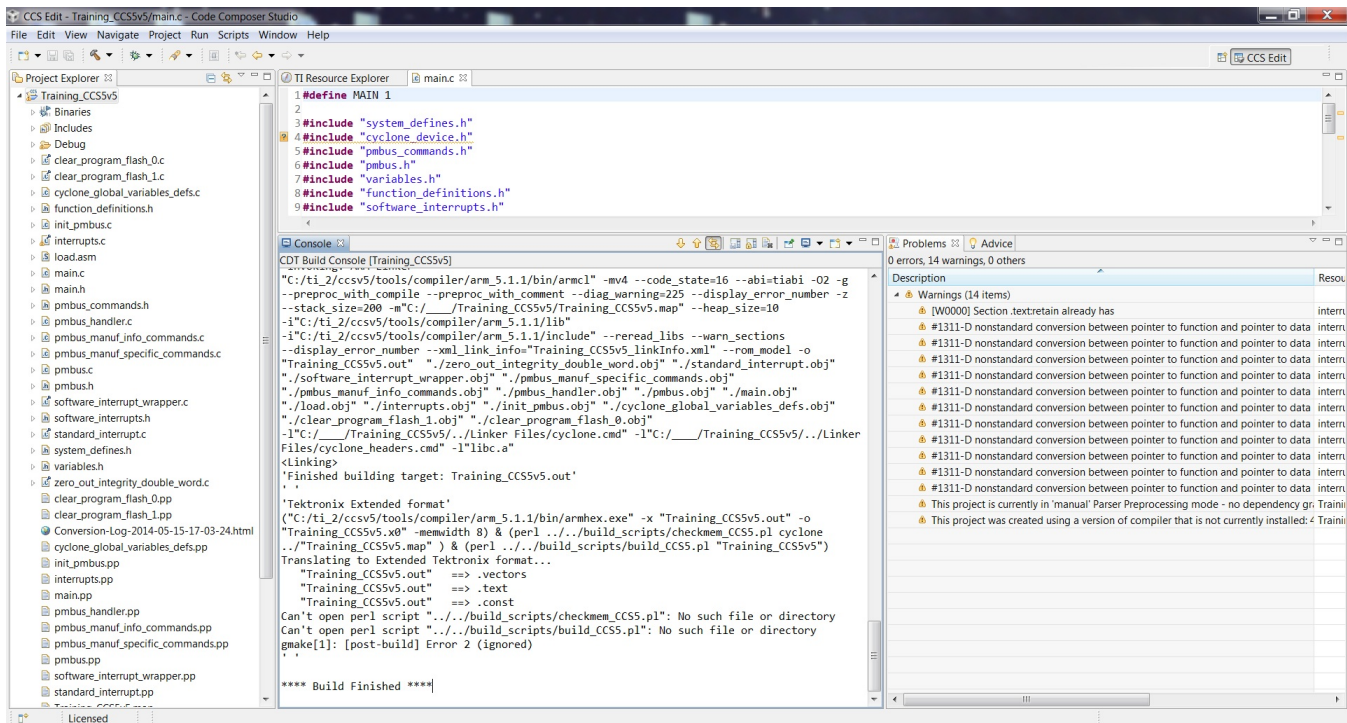 CCS Edit - Training_CCS5v5/main.c - Code Composer Studio
File Edit View Navigate Project Run Scripts Window Help
CCS Edit
Project Explorer
Training_CCS5v5
Binaries
Includes
Debug
clear_program_flash_0.c
clear_program_flash_1.c
cyclone_global_variables_defs.c
function_definitions.h
init_pmbus.c
interrupts.c
load.asm
main.c
main.h
pmbus_commands.h
pmbus_handler.c
pmbus_manuf_info_commands.c
pmbus_manuf_specific_commands.c
pmbus.c
pmbus.h
software_interrupt_wrapper.c
software_interrupts.h
standard_interrupt.c
system_defines.h
variables.h
zero_out_integrity_double_word.c
clear_program_flash_0.pp
clear_program_flash_1.pp
Conversion-Log-2014-05-15-17-03-24.html
cyclone_global_variables_defs.pp
init_pmbus.pp
interrupts.pp
main.pp
pmbus_handler.pp
pmbus_manuf_info_commands.pp
pmbus_manuf_specific_commands.pp
pmbus.pp
software_interrupt_wrapper.pp
standard_interrupt.pp
TI Resource Explorer
main.c
1 #define MAIN 1
2
3 #include "system_defines.h"
4 #include "cyclone_device.h"
5 #include "pmbus_commands.h"
6 #include "pmbus.h"
7 #include "variables.h"
8 #include "function_definitions.h"
9 #include "software_interrupts.h"
Console
CDT Build Console [Training_CCS5v5]
"C:/ti_2/ccsv5/tools/compiler/arm_5.1.1/bin/armcl" -mv4 --code_state=16 --abi=tiabi -O2 -g
--preproc_with_compile --preproc_with_comment --diag_warning=225 --display_error_number -z
--stack_size=200 -m"C:/____/Training_CCS5v5/Training_CCS5v5.map" --heap_size=10
-i"C:/ti_2/ccsv5/tools/compiler/arm_5.1.1/lib"
-i"C:/ti_2/ccsv5/tools/compiler/arm_5.1.1/include" --reread_libs --warn_sections
--display_error_number --xml_link_info="Training_CCS5v5_linkInfo.xml" --rom_model -o
"Training_CCS5v5.out" "./zero_out_integrity_double_word.obj" "./standard_interrupt.obj"
"./software_interrupt_wrapper.obj" "./pmbus_manuf_specific_commands.obj"
"./pmbus_manuf_info_commands.obj" "./pmbus_handler.obj" "./pmbus.obj" "./main.obj"
"./load.obj" "./interrupts.obj" "./init_pmbus.obj" "./cyclone_global_variables_defs.obj"
"./clear_program_flash_1.obj" "./clear_program_flash_0.obj"
-l"C:/____/Training_CCS5v5/../Linker Files/cyclone.cmd" -l"C:/____/Training_CCS5v5/../Linker
Files/cyclone_headers.cmd" -l"libc.a"
<Linking>
'Finished building target: Training_CCS5v5.out'
' '
'Tektronix Extended format'
("C:/ti_2/ccsv5/tools/compiler/arm_5.1.1/bin/armhex.exe" -x "Training_CCS5v5.out" -o
"Training_CCS5v5.x0" -memwidth 8) & (perl ../../build_scripts/checkmem_CCS5.pl cyclone
../"Training_CCS5v5.map" ) & (perl ../../build_scripts/build_CCS5.pl "Training_CCS5v5")
Translating to Extended Tektronix format...
"Training_CCS5v5.out" ==> .vectors
"Training_CCS5v5.out" ==> .text
"Training_CCS5v5.out" ==> .const
Can't open perl script "../../build_scripts/checkmem_CCS5.pl": No such file or directory
Can't open perl script "../../build_scripts/build_CCS5.pl": No such file or directory
gmake[1]: [post-build] Error 2 (ignored)
' '
**** Build Finished ****
Problems
Advice
0 errors, 14 warnings, 0 others
Description
Resou
Warnings (14 items)
[W0000] Section .text:retain already has interru
#1311-D nonstandard conversion between pointer to function and pointer to data interru
#1311-D nonstandard conversion between pointer to function and pointer to data interru
#1311-D nonstandard conversion between pointer to function and pointer to data interru
#1311-D nonstandard conversion between pointer to function and pointer to data interru
#1311-D nonstandard conversion between pointer to function and pointer to data interru
#1311-D nonstandard conversion between pointer to function and pointer to data interru
#1311-D nonstandard conversion between pointer to function and pointer to data interru
#1311-D nonstandard conversion between pointer to function and pointer to data interru
#1311-D nonstandard conversion between pointer to function and pointer to data interru
#1311-D nonstandard conversion between pointer to function and pointer to data interru
#1311-D nonstandard conversion between pointer to function and pointer to data interru
This project is currently in 'manual' Parser Preprocessing mode - no dependency gra Trainin
This project was created using a version of compiler that is not currently installed: 4 Trainin
Licensed